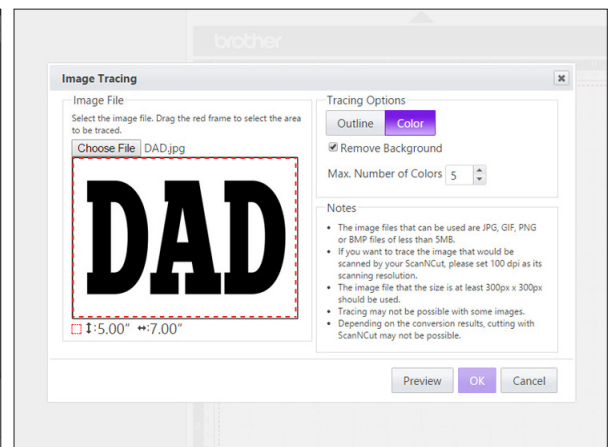 brother
Image Tracing
Image File
Select the image file. Drag the red frame to select the area
to be traced.
Choose File DAD.jpg
DAD
↕:5.00" ↔:7.00"
Tracing Options
Outline Color
Remove Background
Max. Number of Colors 5
Notes
• The image files that can be used are JPG, GIF, PNG
or BMP files of less than 5MB.
• If you want to trace the image that would be
scanned by your ScanNCut, please set 100 dpi as its
scanning resolution.
• The image file that the size is at least 300px x 300px
should be used.
• Tracing may not be possible with some images.
• Depending on the conversion results, cutting with
ScanNCut may not be possible.
Preview OK Cancel